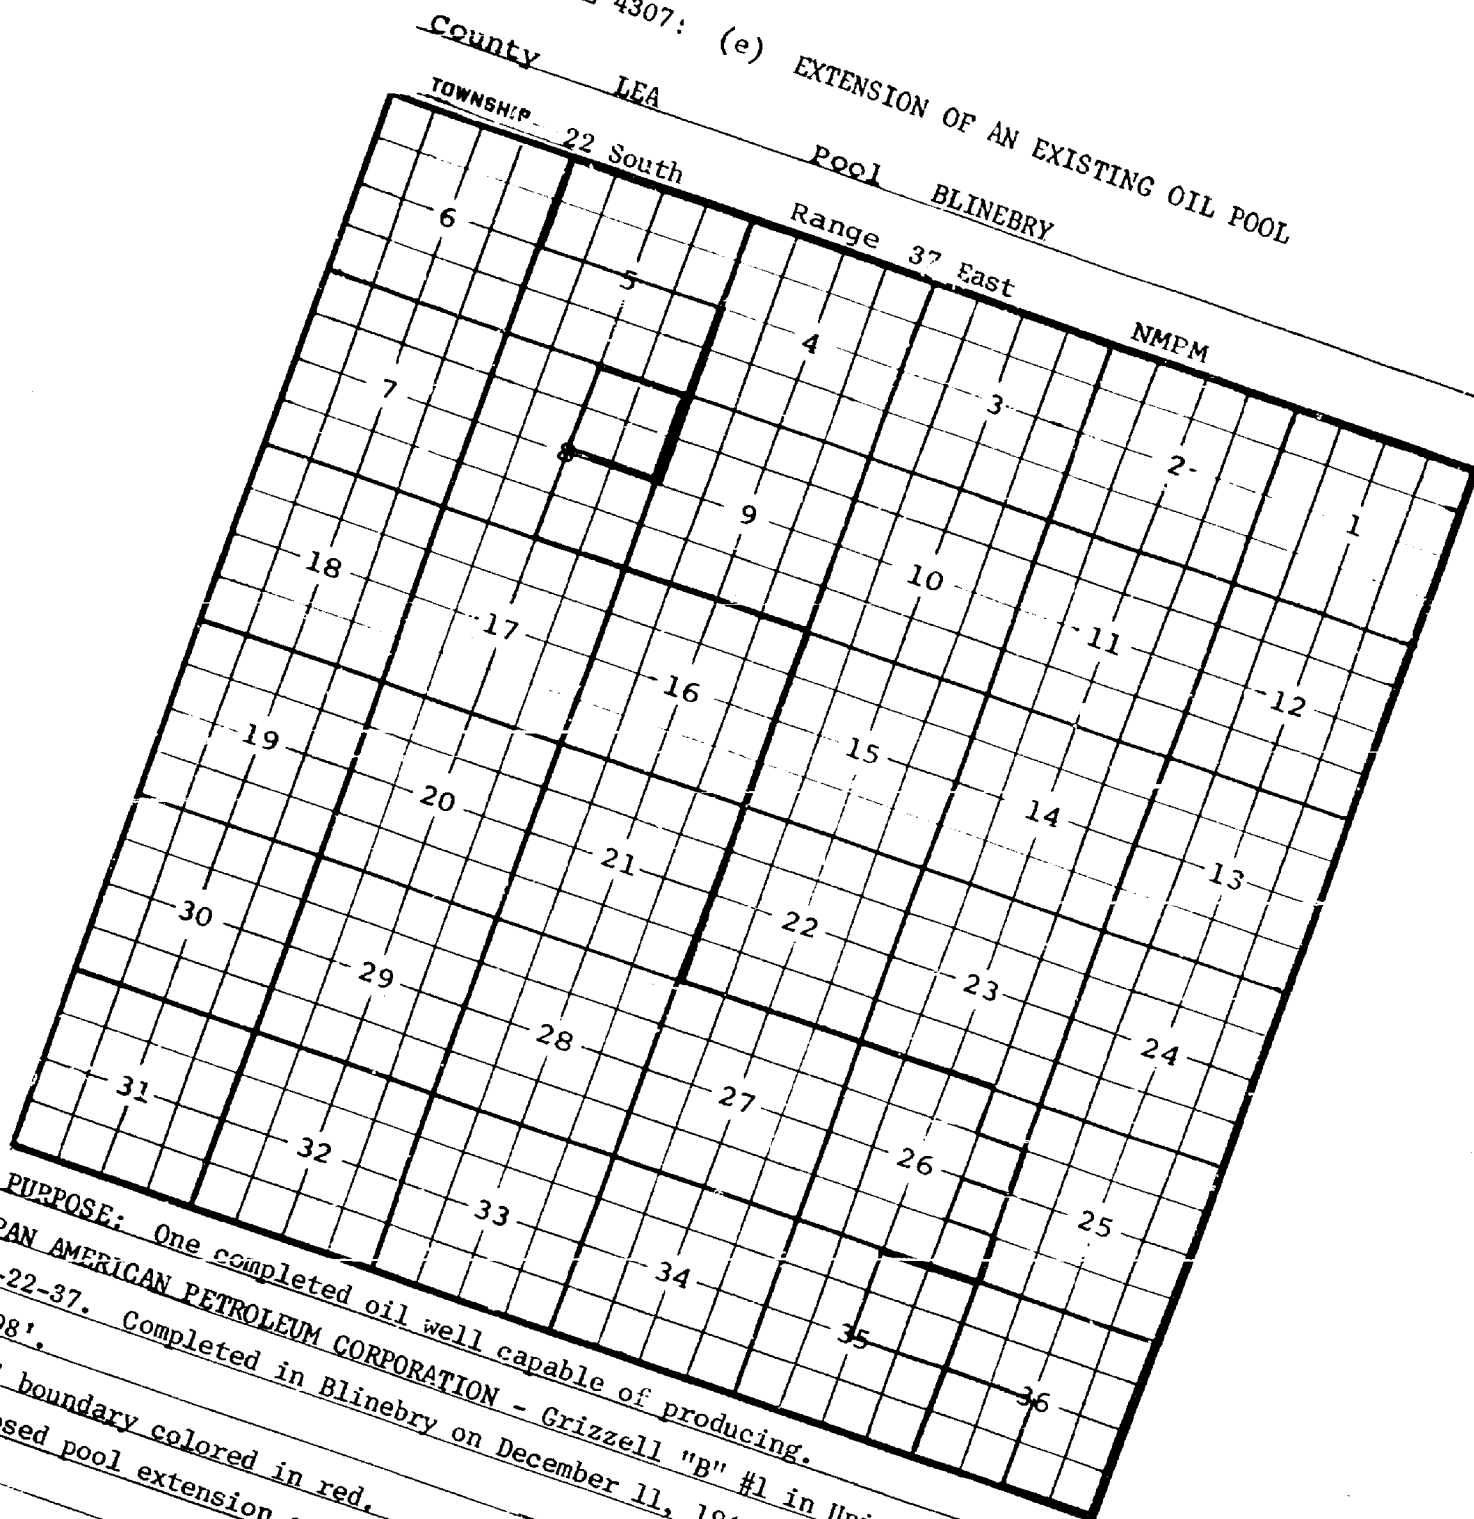 4307: (e) EXTENSION OF AN EXISTING OIL POOL
County LEA Pool BLINEBRY
TOWNSHIP 22 South Range 37 East NMPM
6 5 4 3 2 1
7 8 9 10 11 12
18 17 16 15 14 13
19 20 21 22 23 24
30 29 28 27 26 25
31 32 33 34 35 36
PURPOSE: One completed oil well capable of producing.
PAN AMERICAN PETROLEUM CORPORATION - Grizzell "B" #1 in
-22-37. Completed in Blinebry on December 11,
98'.
boundary colored in red.
pool extension